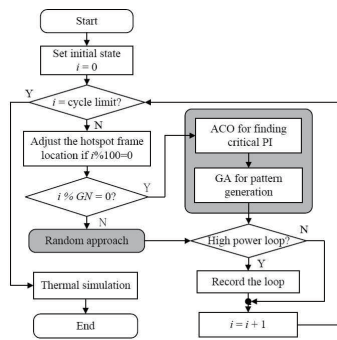 Start
Set initial state
i = 0
Y
i = cycle limit?
N
Adjust the hotspot frame
location if i%100=0
ACO for finding
critical PI
GA for pattern
generation
i % GN = 0?
Y
N
Random approach
High power loop?
N
Y
Record the loop
Thermal simulation
i = i + 1
End